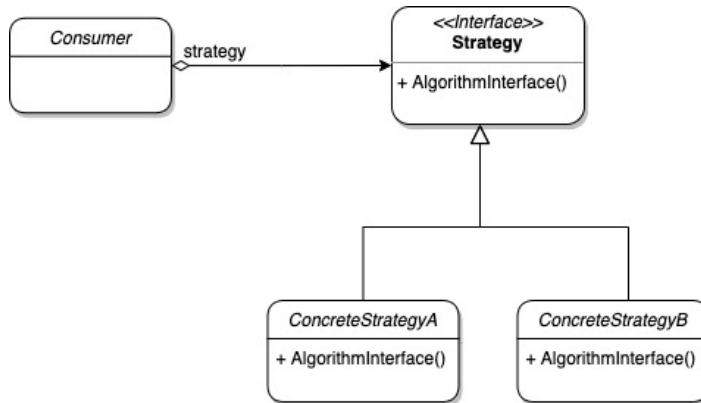 Consumer
strategy
<<Interface>>
Strategy
+ AlgorithmInterface()
ConcreteStrategyA
+ AlgorithmInterface()
ConcreteStrategyB
+ AlgorithmInterface()